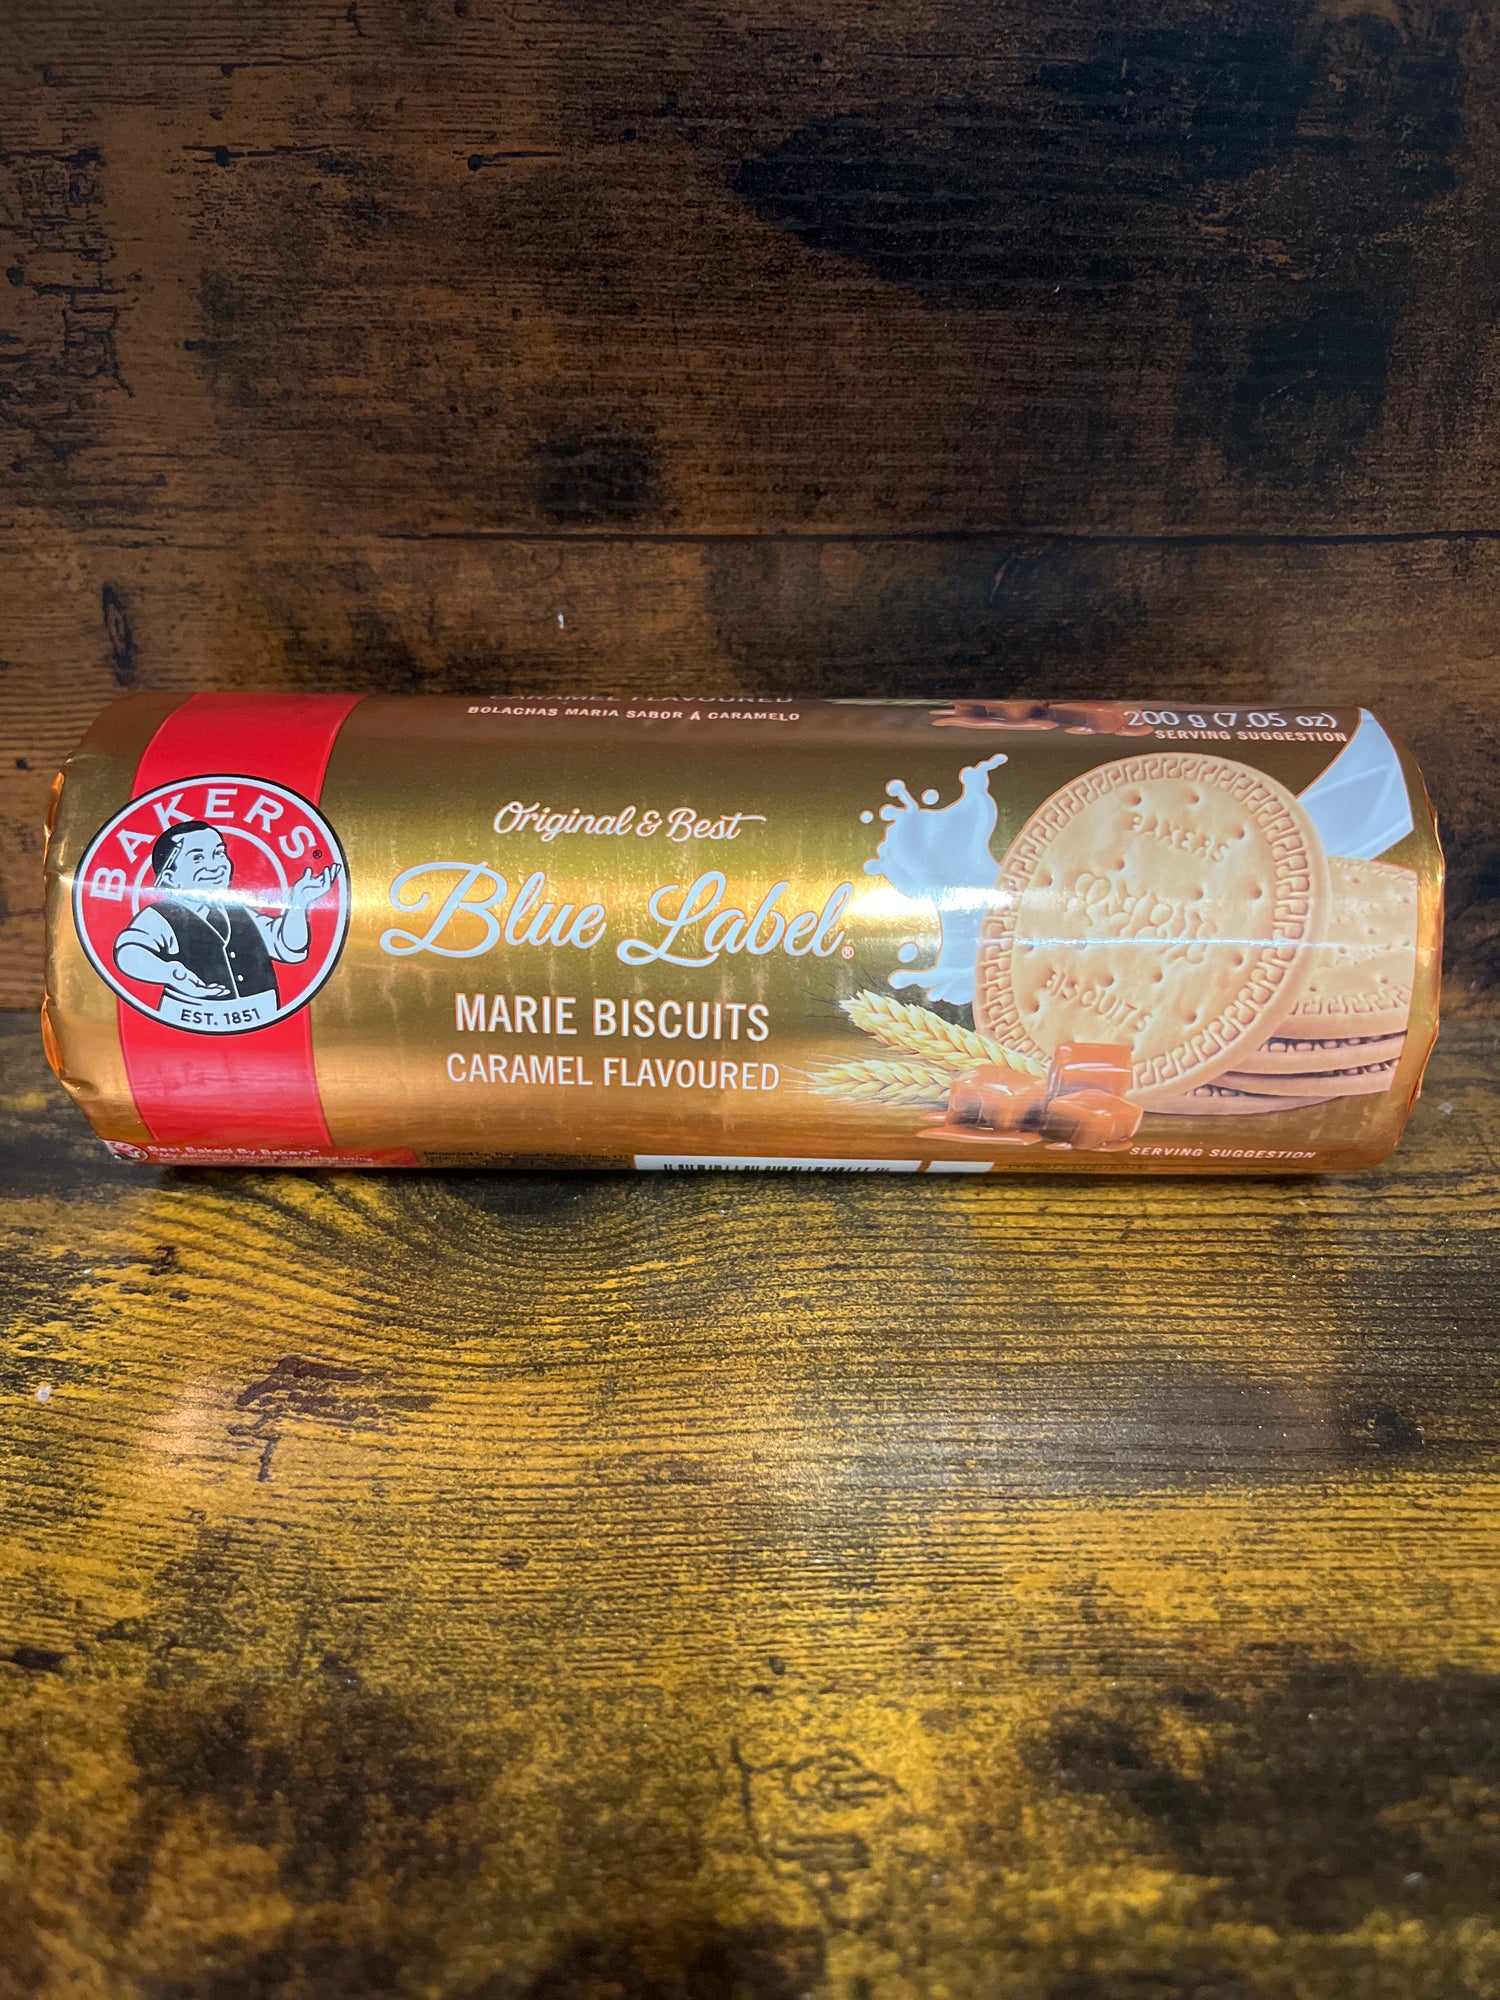 CARAMEL FLAVOURED
BOLACHAS MARIA SABOR Á CARAMELO
200 g (7.05 oz)
SERVING SUGGESTION
BAKERS®
EST. 1851
Original & Best
Blue Label®
MARIE BISCUITS
CARAMEL FLAVOURED
BAKERS
BISCUITS
SERVING SUGGESTION
Best Baked By Bakers™